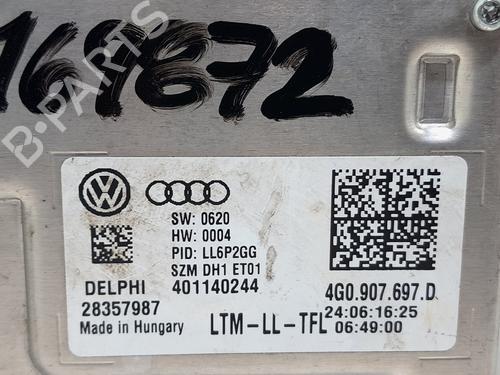 169872
B-PARTS
SW: 0620
HW: 0004
PID: LL6P2GG
SZM DH1 ET01
DELPHI 401140244
28357987
Made in Hungary
LTM-LL-TFL
4G0.907.697.D
24:06:16:25
06:49:00